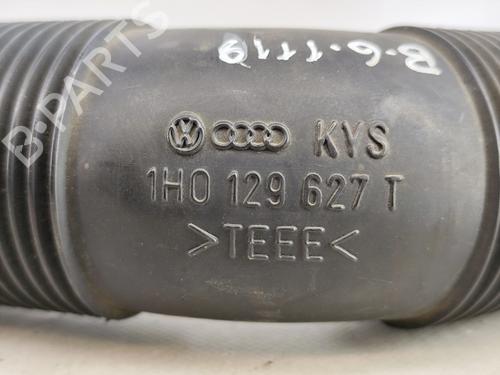 B-PARTS
B-6-1119
KYS
1H0 129 627 T
>TEEE<